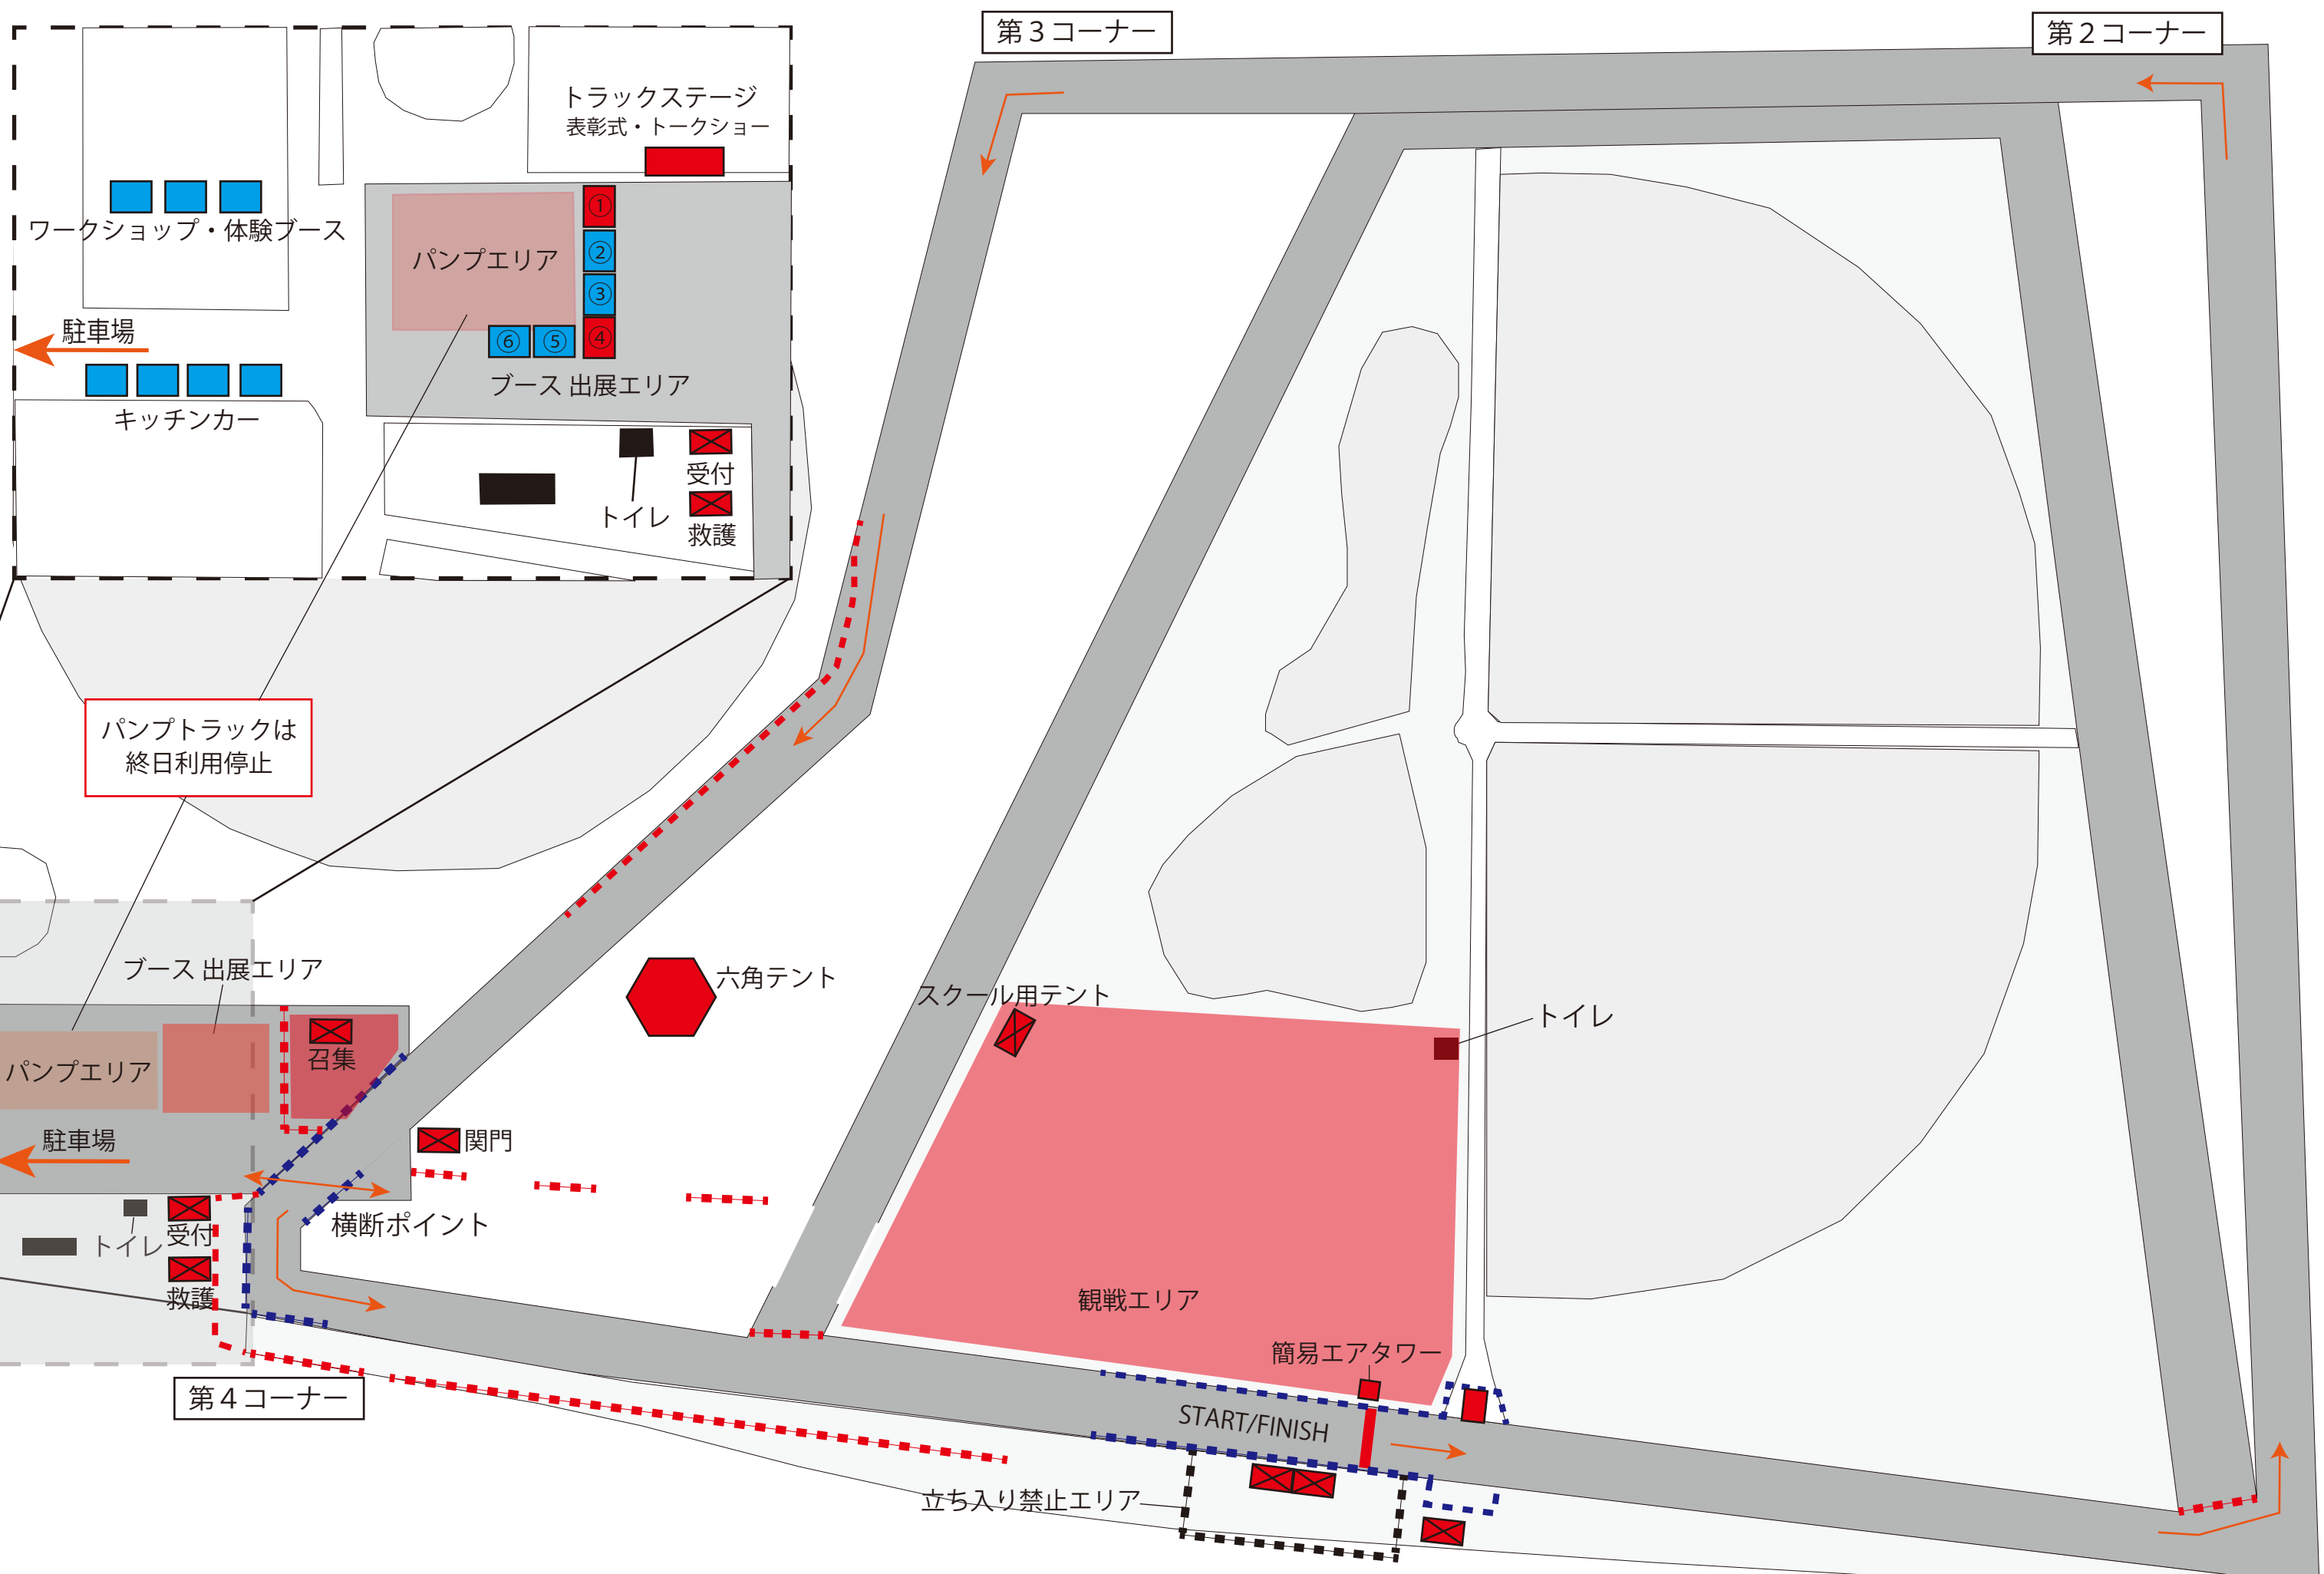 第３コーナー
第２コーナー
トラックステージ
表彰式・トークショー
ワークショップ・体験ブース
パンプエリア
①
②
③
④
⑤
⑥
駐車場
ブース 出展エリア
キッチンカー
受付
トイレ
救護
パンプトラックは
終日利用停止
ブース 出展エリア
六角テント
スクール用テント
トイレ
召集
パンプエリア
駐車場
関門
横断ポイント
受付
トイレ
救護
観戦エリア
簡易エアタワー
第４コーナー
START/FINISH
立ち入り禁止エリア